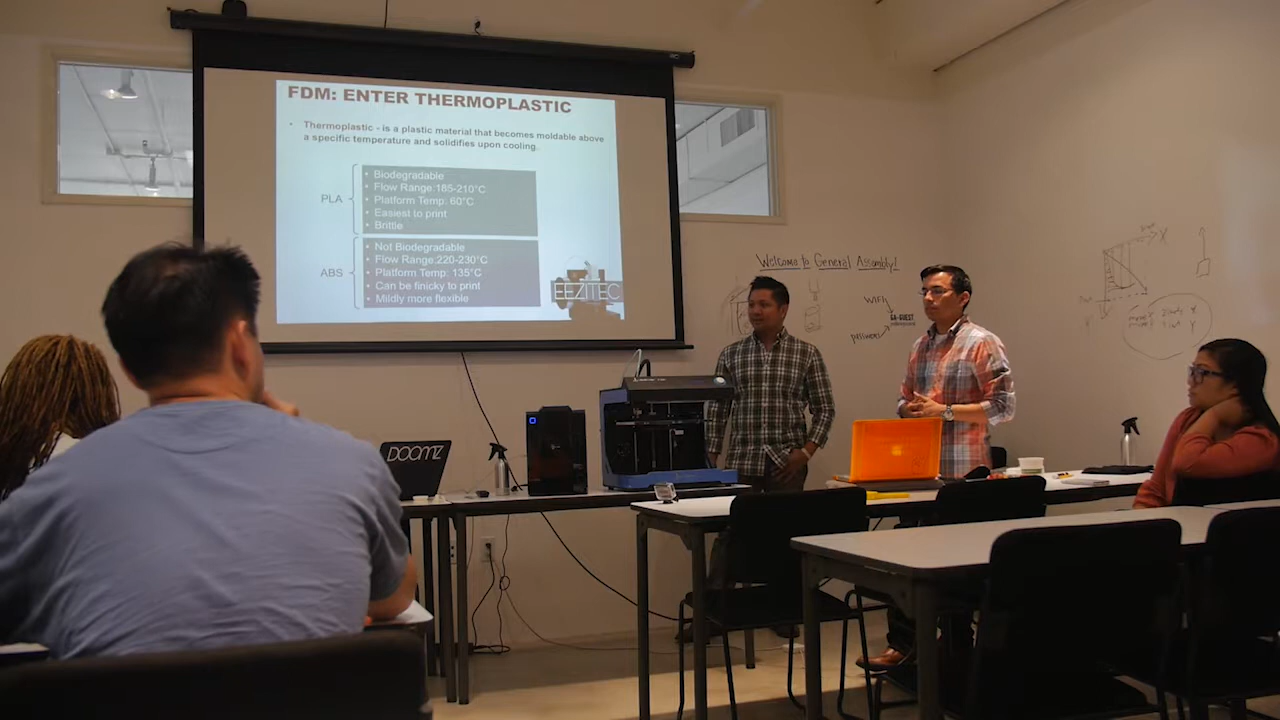 FDM: ENTER THERMOPLASTIC
• Thermoplastic - is a plastic material that becomes moldable above
a specific temperature and solidifies upon cooling.
PLA
• Biodegradable
• Flow Range:185-210°C
• Platform Temp: 60°C
• Easiest to print
• Brittle
ABS
• Not Biodegradable
• Flow Range:220-230°C
• Platform Temp: 135°C
• Can be finicky to print
• Mildly more flexible
EEZITEC
Welcome to General Assembly!
WIFI
GA-GUEST
password
DOOMZ
X
X
Y